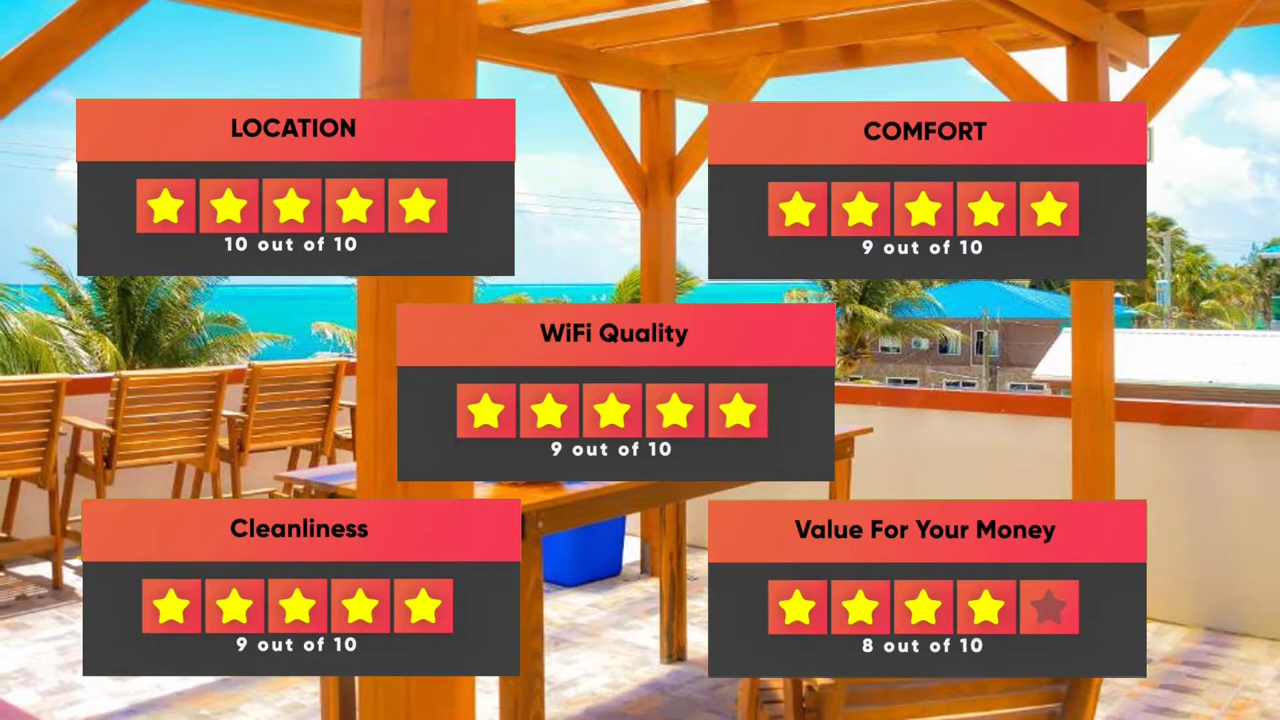 LOCATION
10 out of 10
COMFORT
9 out of 10
WiFi Quality
9 out of 10
Cleanliness
9 out of 10
Value For Your Money
8 out of 10